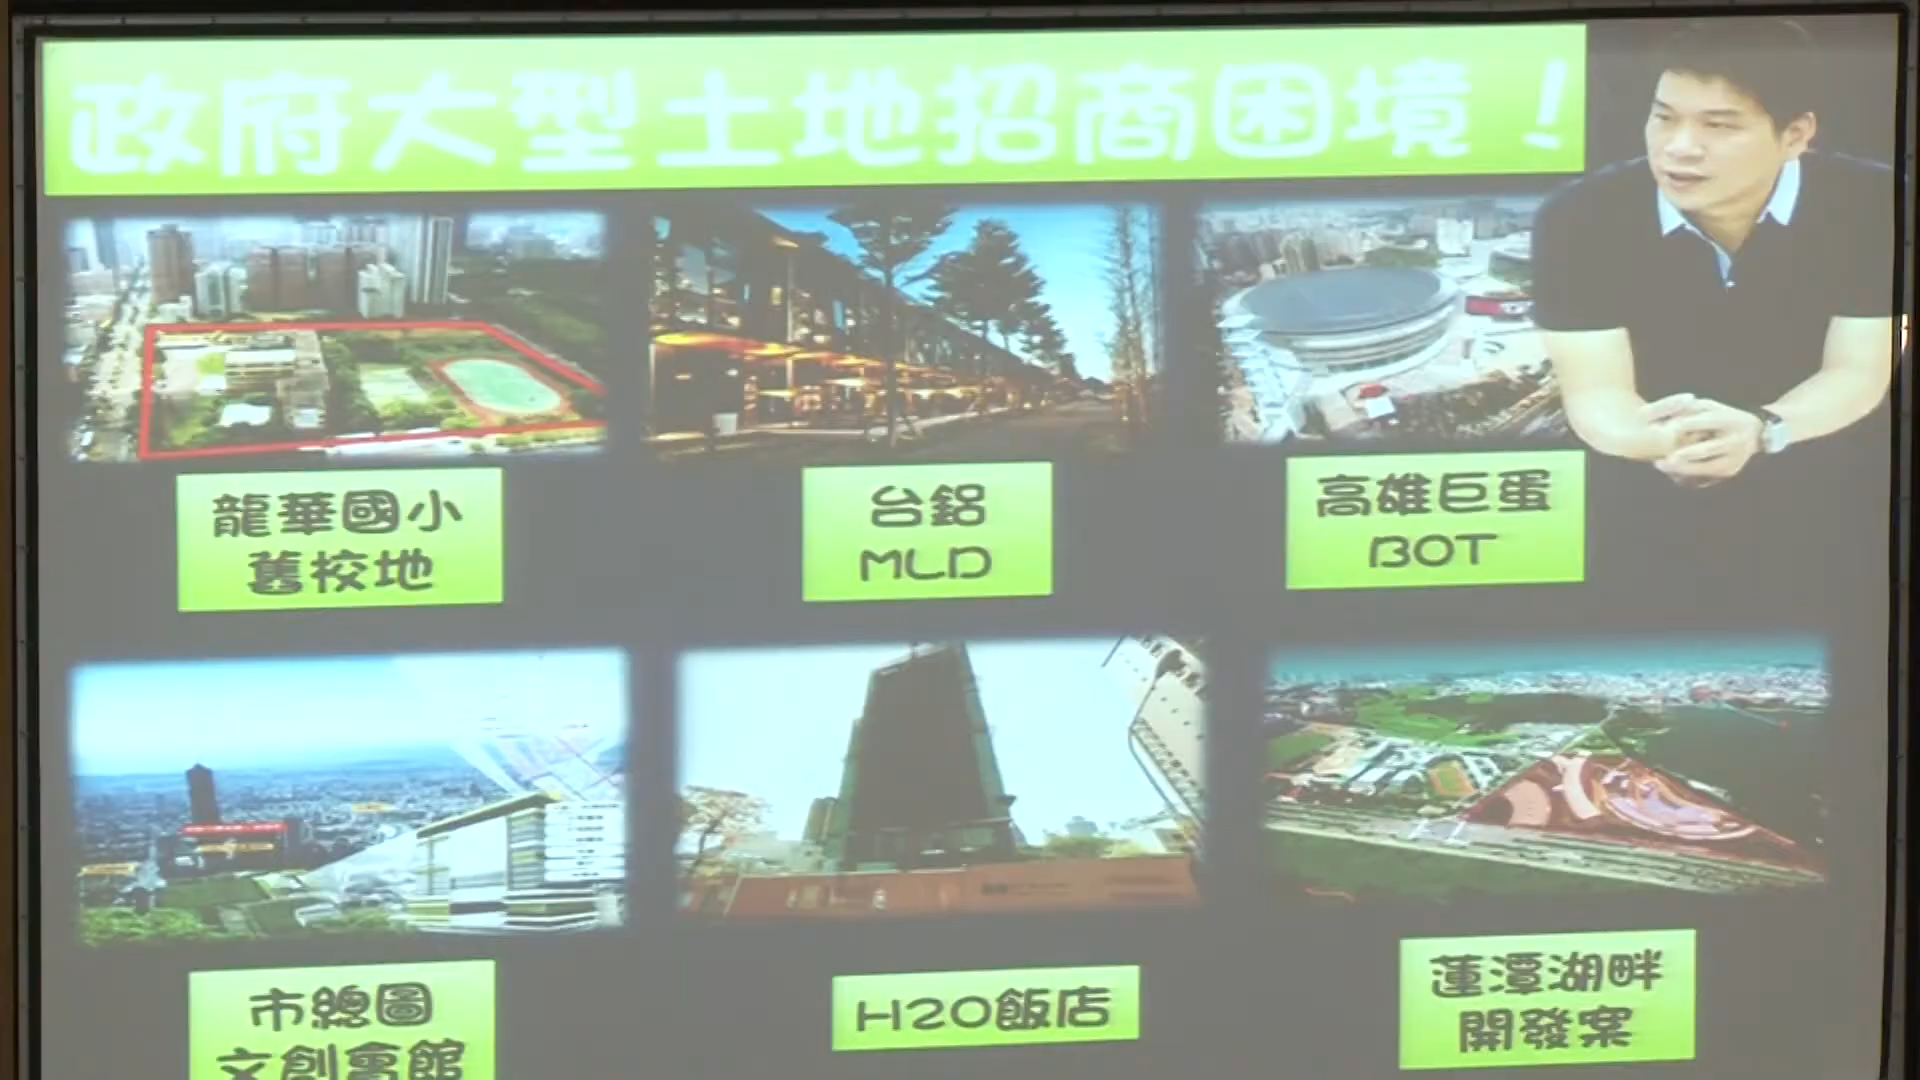 政府大型土地招商困境！
龍華國小
舊校地
台鋁
MLD
高雄巨蛋
BOT
市總圖
文創會館
H2O飯店
蓮潭湖畔
開發案